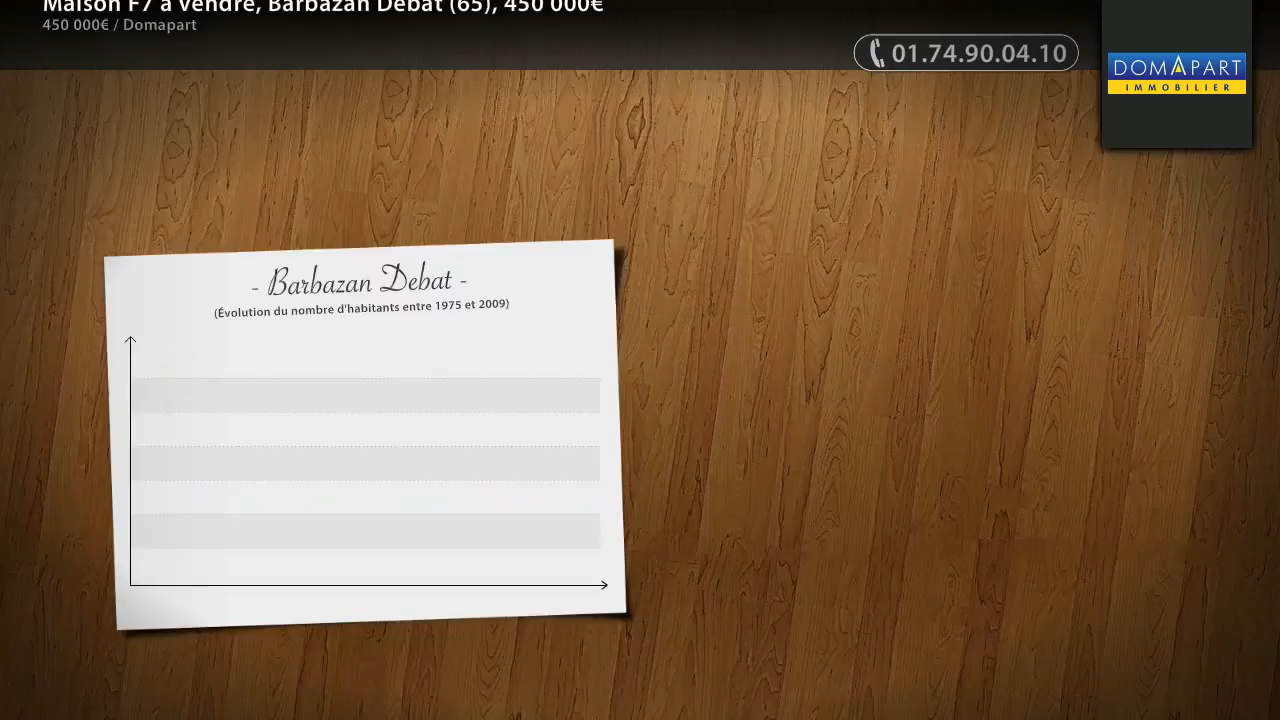 Maison F7 à vendre, Barbazan Debat (65), 450 000€
450 000€ / Domapart
01.74.90.04.10
DOMAPART
IMMOBILIER
- Barbazan Debat -
(Évolution du nombre d'habitants entre 1975 et 2009)